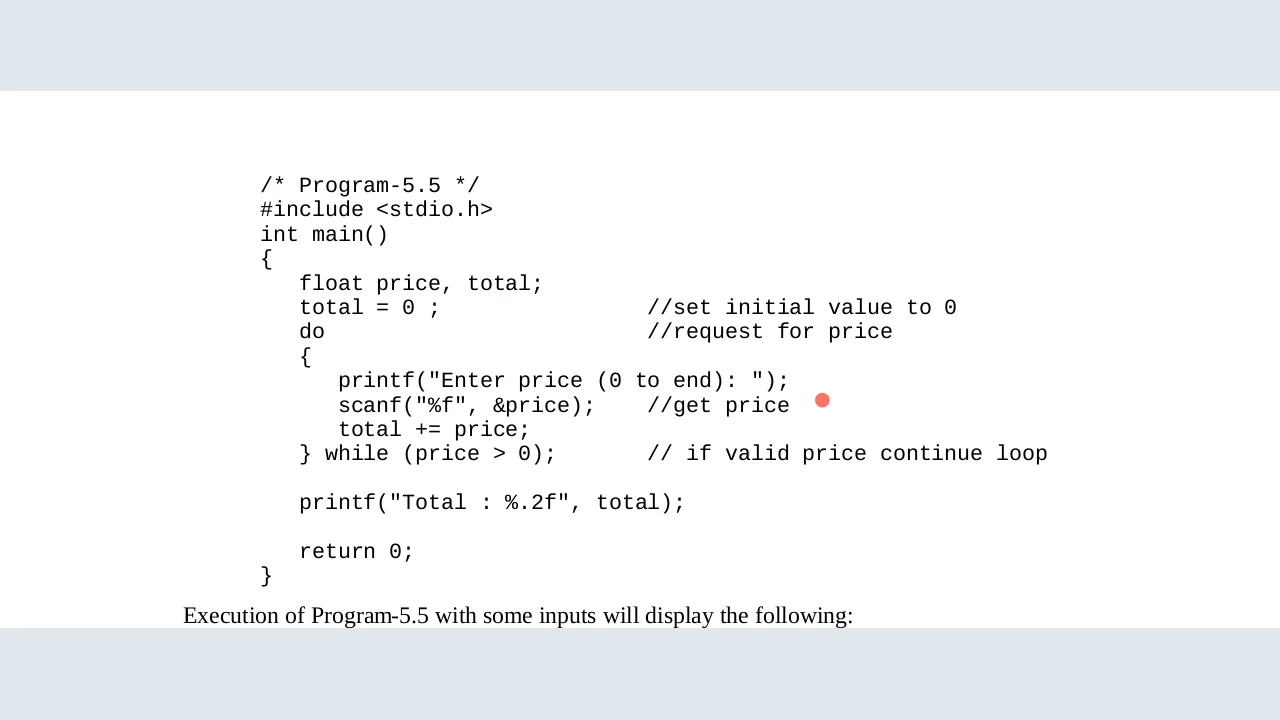 /* Program-5.5 */
#include <stdio.h>
int main()
{
   float price, total;
   total = 0 ;                //set initial value to 0
   do                         //request for price
   {
      printf("Enter price (0 to end): ");
      scanf("%f", &price);    //get price
      total += price;
   } while (price > 0);       // if valid price continue loop
   printf("Total : %.2f", total);
   return 0;
}
Execution of Program-5.5 with some inputs will display the following: